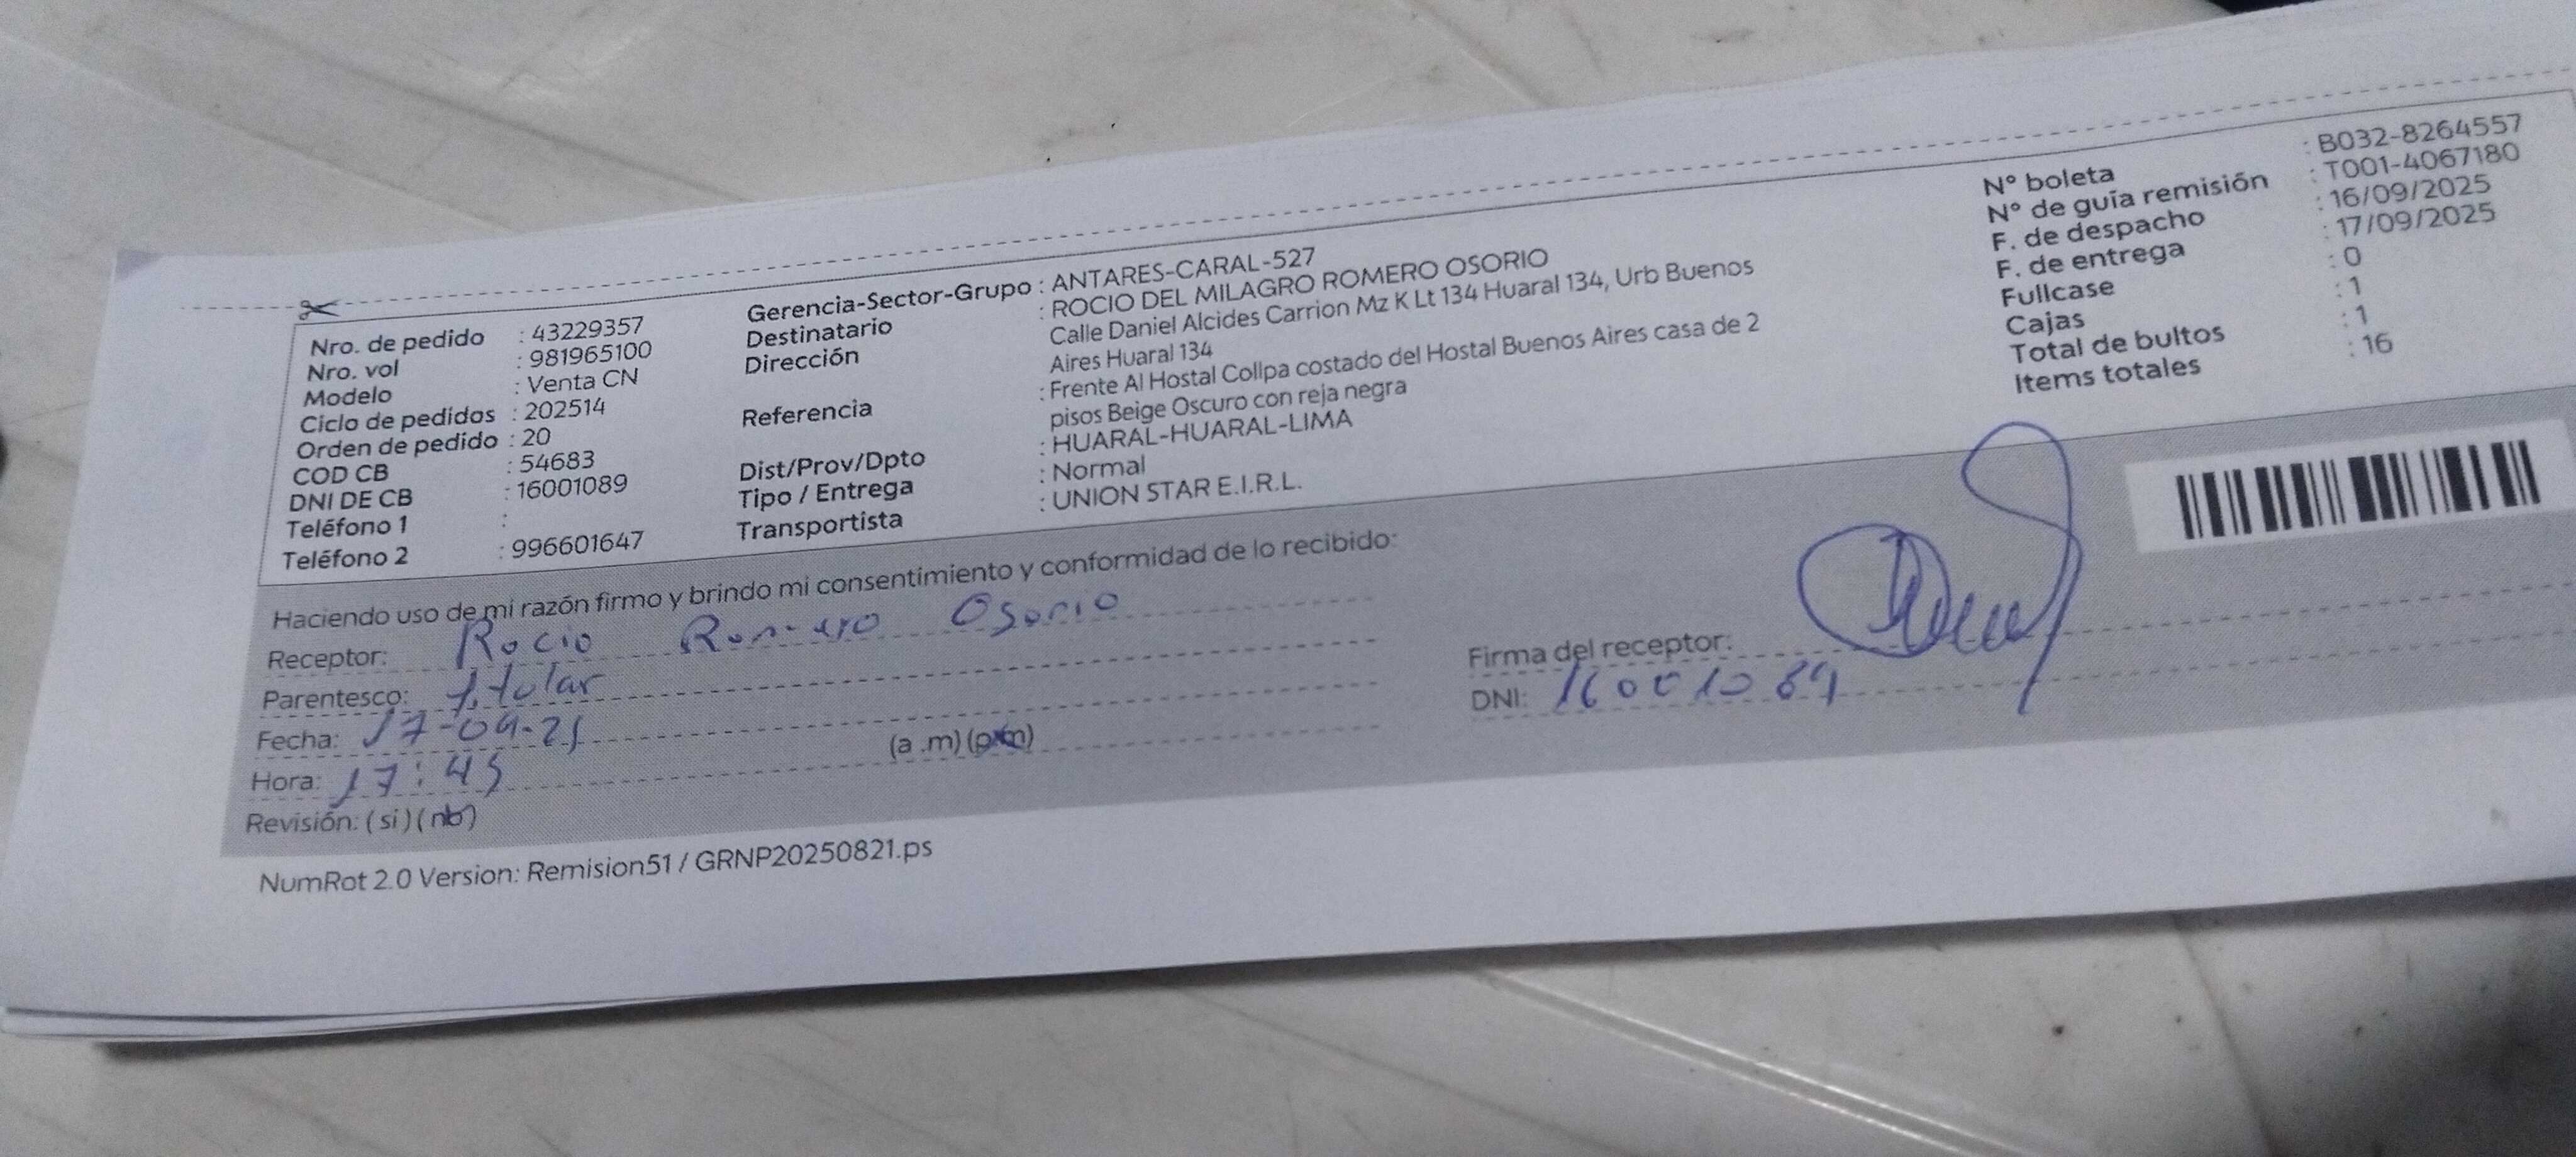 Nro. de pedido : 43229357
Nro. vol : 981965100
Modelo : Venta CN
Ciclo de pedidos : 202514
Orden de pedido : 20
COD CB : 54683
DNI DE CB : 16001089
Teléfono 1 :
Teléfono 2 : 996601647
Gerencia-Sector-Grupo : ANTARES-CARAL-527
Destinatario : ROCIO DEL MILAGRO ROMERO OSORIO
Dirección Calle Daniel Alcides Carrion Mz K Lt 134 Huaral 134, Urb Buenos
Aires Huaral 134
Referencia : Frente Al Hostal Collpa costado del Hostal Buenos Aires casa de 2
pisos Beige Oscuro con reja negra
Dist/Prov/Dpto : HUARAL-HUARAL-LIMA
Tipo / Entrega : Normal
Transportista : UNION STAR E.I.R.L.
N° boleta : B032-8264557
N° de guía remisión : T001-4067180
F. de despacho : 16/09/2025
F. de entrega : 17/09/2025
Fullcase : 0
Cajas : 1
Total de bultos : 1
Items totales : 16
Haciendo uso de mi razón firmo y brindo mi consentimiento y conformidad de lo recibido:
Receptor: Rocio Romero Osorio
Parentesco: titular
Fecha: 17-09-25
Hora: 17:45 (a .m) (p.m)
Revisión: (si) (no)
Firma del receptor:
DNI: 16001089
NumRot 2.0 Version: Remision51 / GRNP20250821.ps